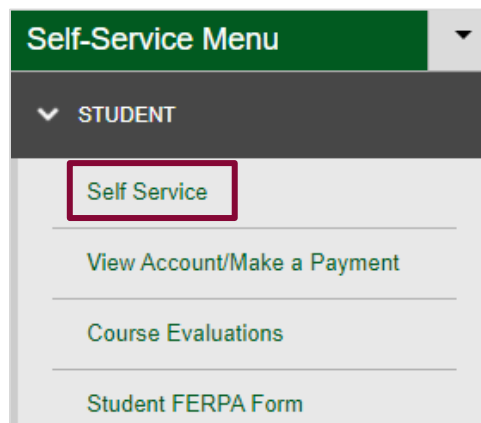 Self-Service Menu
STUDENT
Self Service
View Account/Make a Payment
Course Evaluations
Student FERPA Form